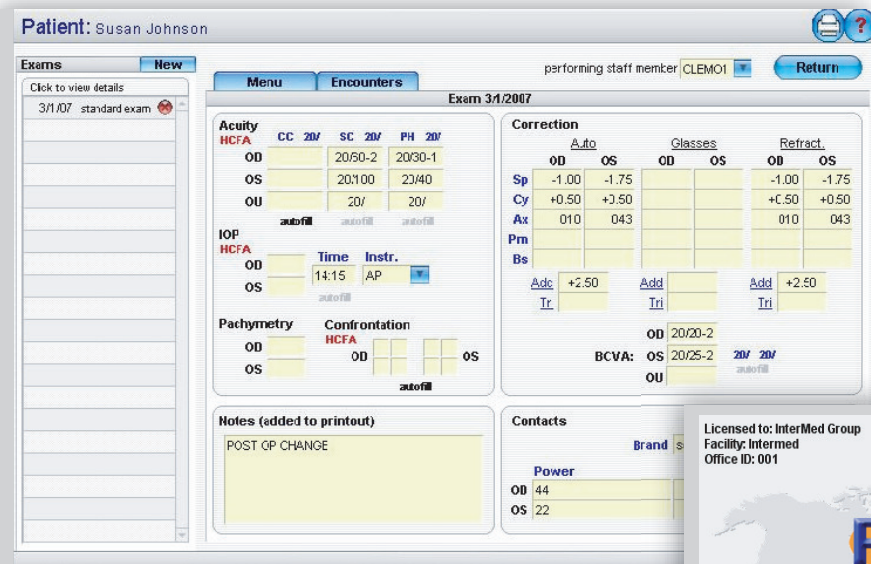 Patient: Susan Johnson
?
Exams New
Click to view details
3/1/07 standard exam
performing staff member CLEMO1 Return
Menu Encounters
Exam 3/1/2007
Acuity
HCFA CC 20/ SC 20/ PH 20/
OD 20/50-2 20/30-1
OS 20/100 20/40
OU 20/ 20/
autofill autofill autofill
IOP
HCFA
OD
OS
Time Instr.
14:15 AP
autofill
Pachymetry
OD
OS
Confrontation
HCFA
OD OS
autofill
Correction
Auto Glasses Refract.
OD OS OD OS OD OS
Sp -1.00 -1.75 -1.00 -1.75
Cy +0.50 +0.50 +0.50 +0.50
Ax 010 043 010 043
Pm
Bs
Add +2.50 Add Add +2.50
Tr Tri Tri
OD 20/20-2
BCVA: OS 20/25-2 20/ 20/
OU autofill
Notes (added to printout)
POST OP CHANGE
Contacts
Brand
Power
OD 44
OS 22
Licensed to: InterMed Group
Facility: Intermed
Office ID: 001